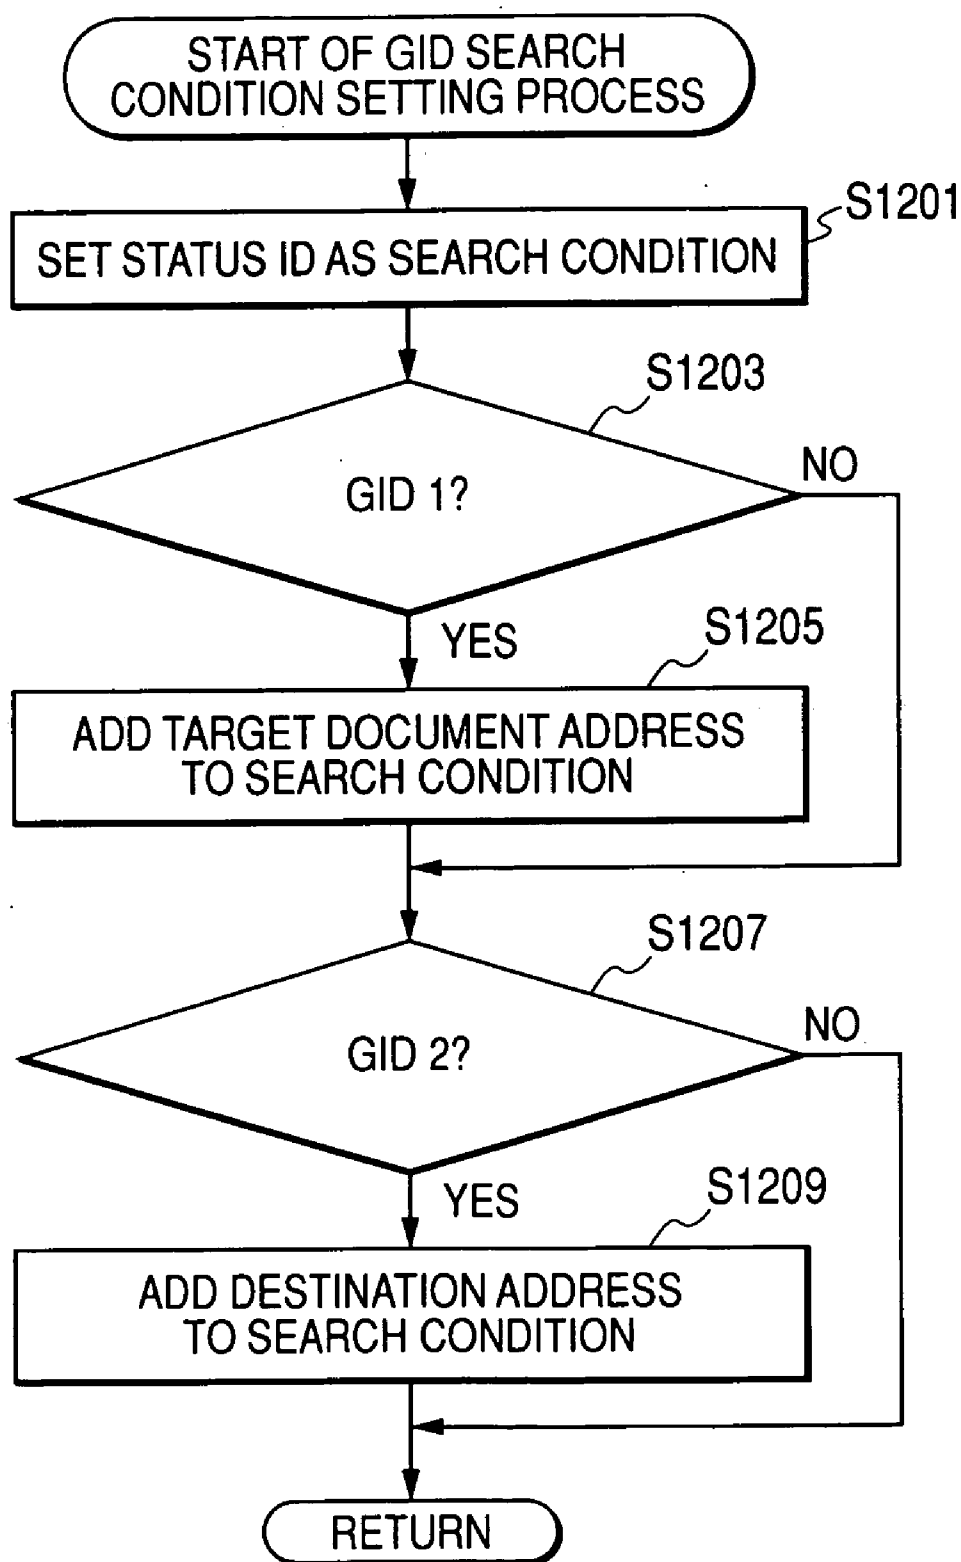 START OF GID SEARCH
CONDITION SETTING PROCESS
S1201
SET STATUS ID AS SEARCH CONDITION
S1203
GID 1?
NO
YES
S1205
ADD TARGET DOCUMENT ADDRESS
TO SEARCH CONDITION
S1207
GID 2?
NO
YES
S1209
ADD DESTINATION ADDRESS
TO SEARCH CONDITION
RETURN